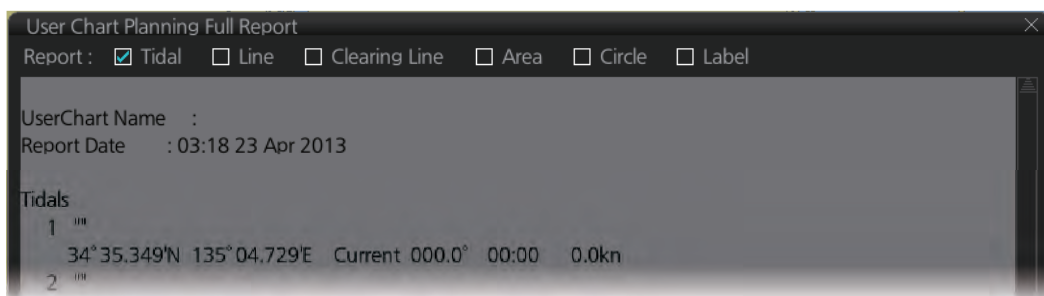 User Chart Planning Full Report
Report : Tidal Line Clearing Line Area Circle Label
UserChart Name :
Report Date : 03:18 23 Apr 2013
Tidals
1 ""
34°35.349'N 135°04.729'E Current 000.0° 00:00 0.0kn
2 ""